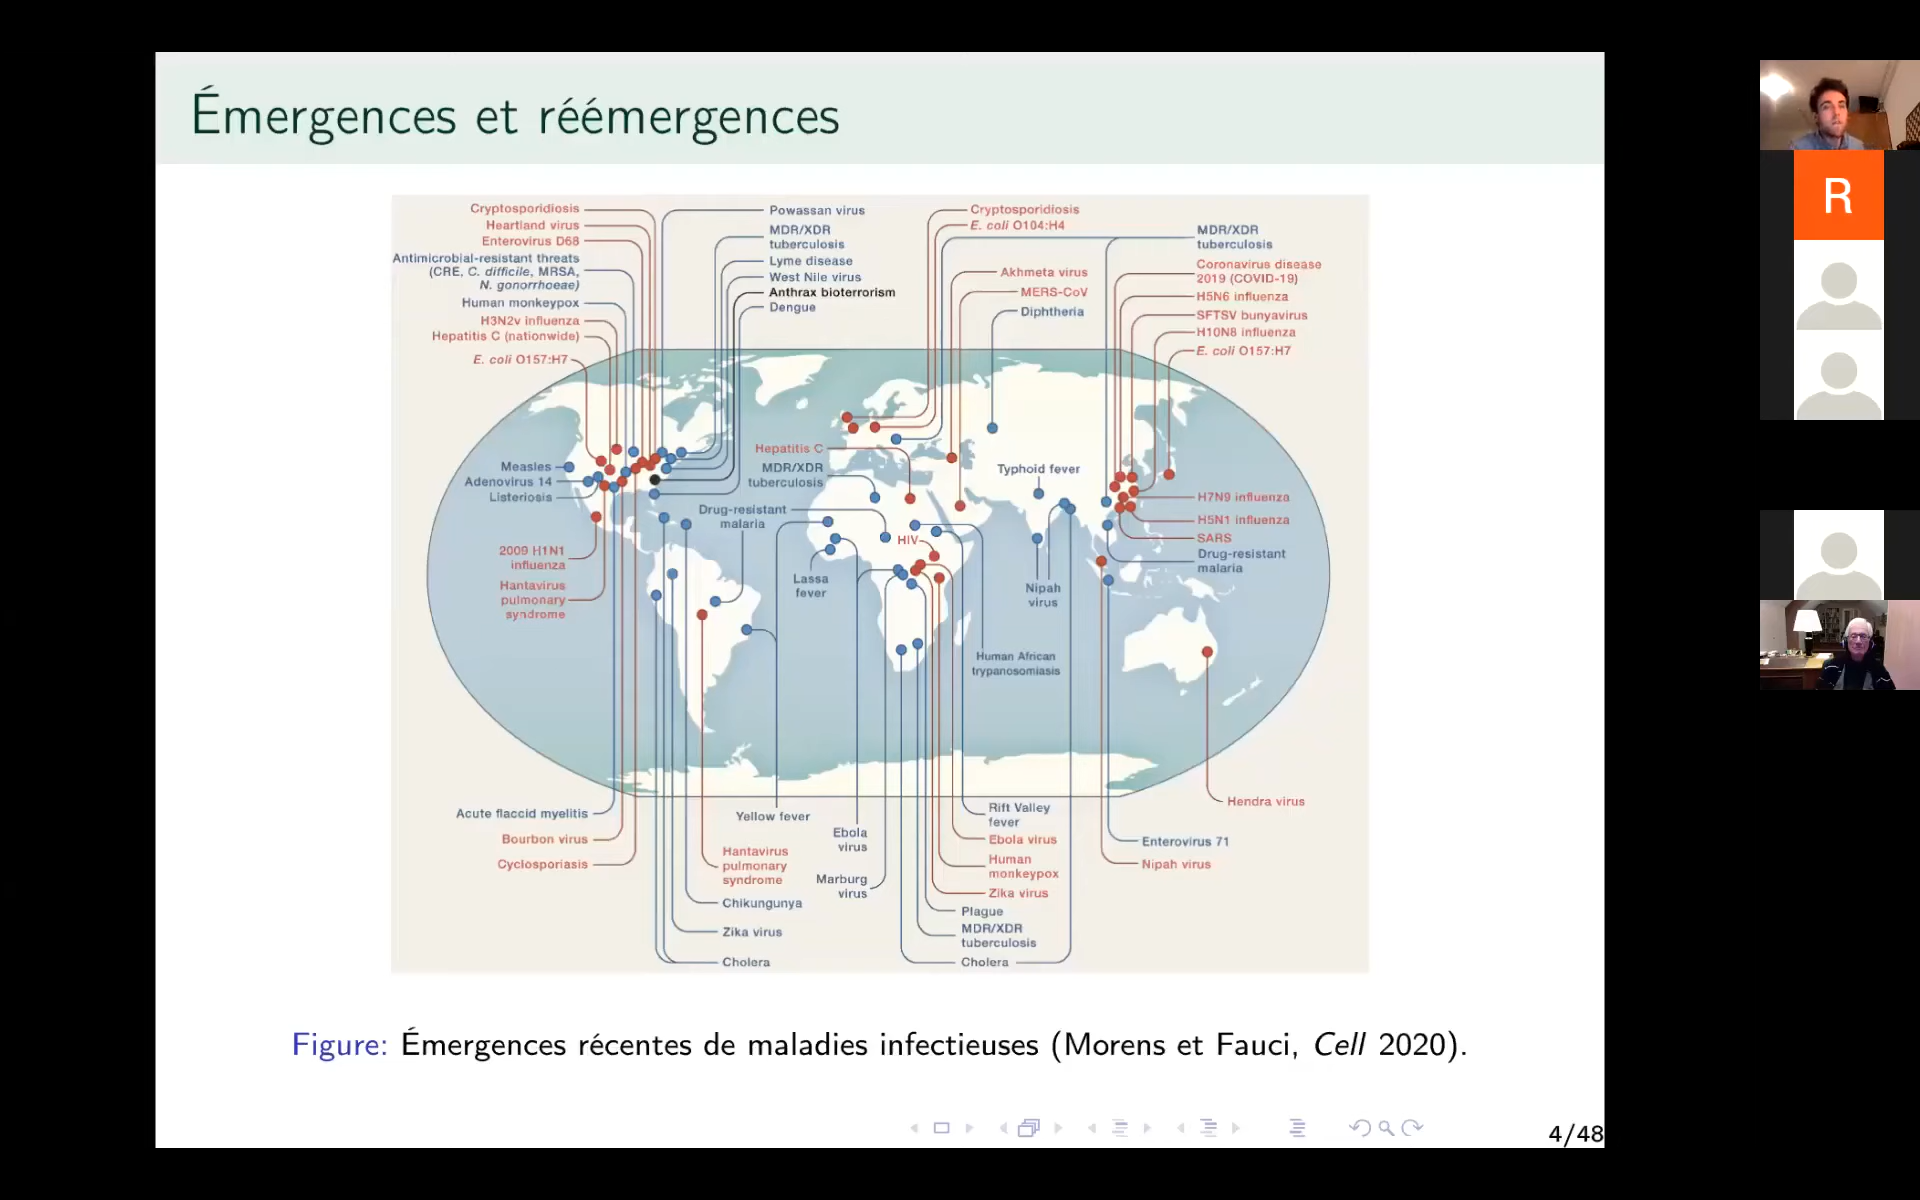 Émergences et réémergences
R
Cryptosporidiosis
Heartland virus
Enterovirus D68
Antimicrobial-resistant threats
(CRE, C. difficile, MRSA,
N. gonorrhoeae)
Human monkeypox
H3N2v influenza
Hepatitis C (nationwide)
E. coli O157:H7
Powassan virus
MDR/XDR
tuberculosis
Lyme disease
West Nile virus
Anthrax bioterrorism
Dengue
Cryptosporidiosis
E. coli O104:H4
Akhmeta virus
MERS-CoV
Diphtheria
MDR/XDR
tuberculosis
Coronavirus disease
2019 (COVID-19)
H5N6 influenza
SFTSV bunyavirus
H10N8 influenza
E. coli O157:H7
Measles
Adenovirus 14
Listeriosis
2009 H1N1
influenza
Hantavirus
pulmonary
syndrome
Hepatitis C
MDR/XDR
tuberculosis
Drug-resistant
malaria
Lassa
fever
HIV
Typhoid fever
Nipah
virus
Human African
trypanosomiasis
H7N9 influenza
H5N1 influenza
SARS
Drug-resistant
malaria
Hendra virus
Acute flaccid myelitis
Bourbon virus
Cyclosporiasis
Yellow fever
Hantavirus
pulmonary
syndrome
Chikungunya
Zika virus
Cholera
Ebola
virus
Marburg
virus
Rift Valley
fever
Ebola virus
Human
monkeypox
Zika virus
Plague
MDR/XDR
tuberculosis
Cholera
Enterovirus 71
Nipah virus
Figure: Émergences récentes de maladies infectieuses (Morens et Fauci, Cell 2020).
4/48